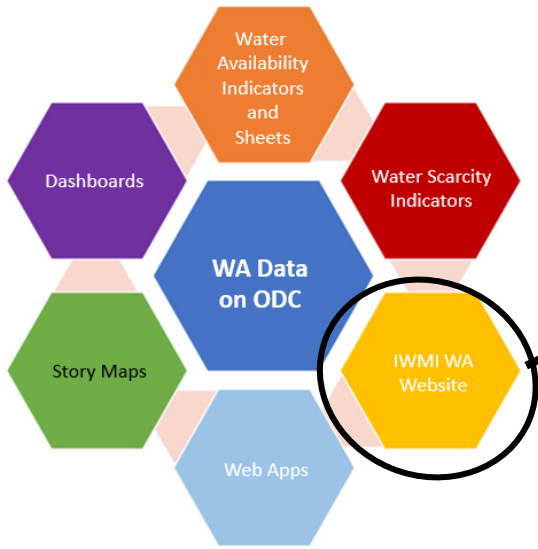 Water
Availability
Indicators
and
Sheets
Dashboards
Water Scarcity
Indicators
WA Data
on ODC
Story Maps
IWMI WA
Website
Web Apps